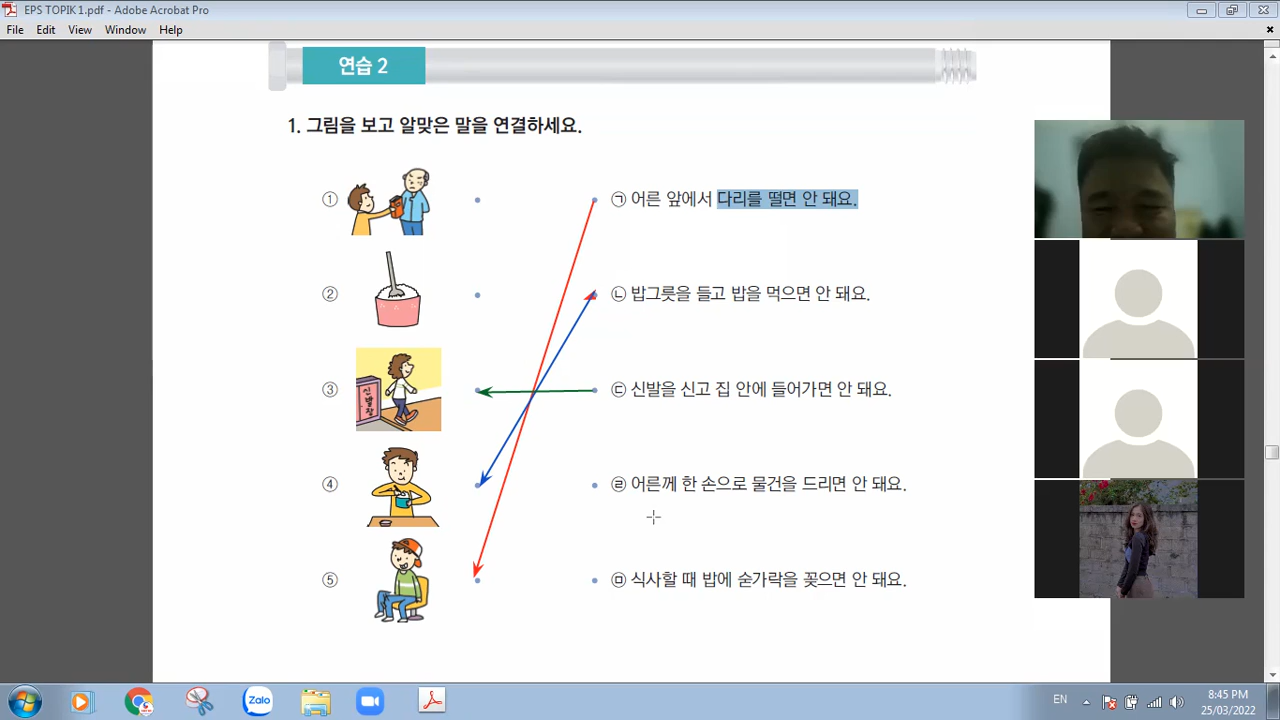 EPS TOPIK 1.pdf - Adobe Acrobat Pro
File Edit View Window Help
연습 2
1. 그림을 보고 알맞은 말을 연결하세요.
① ㉠ 어른 앞에서 다리를 떨면 안 돼요.
② ㉡ 밥그릇을 들고 밥을 먹으면 안 돼요.
③ 신발장 ㉢ 신발을 신고 집 안에 들어가면 안 돼요.
④ ㉣ 어른께 한 손으로 물건을 드리면 안 돼요.
⑤ ㉤ 식사할 때 밥에 숟가락을 꽂으면 안 돼요.
Zalo
EN
8:45 PM
25/03/2022